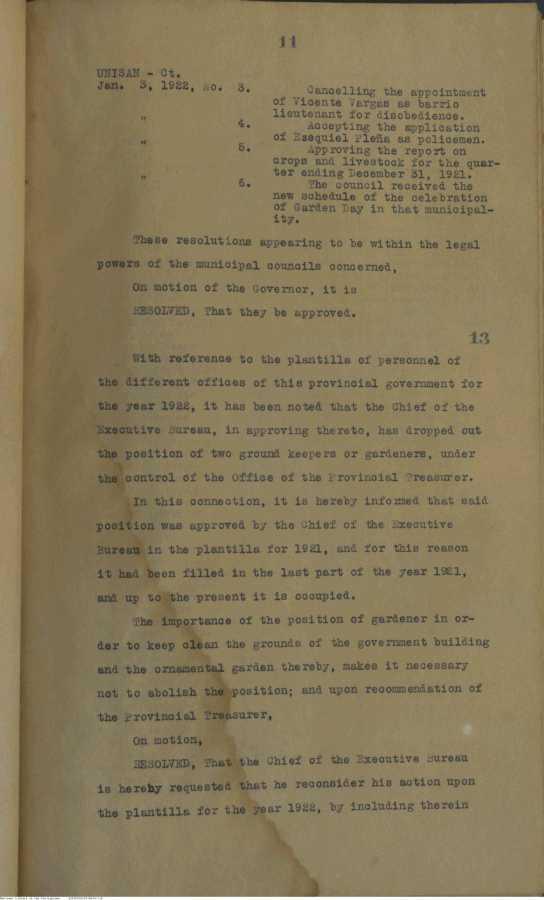 11
UNISAN - Ct.
Jan. 3, 1922, No. 3. Cancelling the appointment
of Vicente Vargas as barrio
lieutenant for disobedience.
" 4. Accepting the application
of Ezequiel Pleña as policemen.
" 5. Approving the report on
crops and livestock for the quar-
ter ending December 31, 1921.
" 6. The council received the
new schedule of the celebration
of Garden Day in that municipal-
ity.
These resolutions appearing to be within the legal
powers of the municipal councils concerned,
On motion of the Governor, it is
RESOLVED, That they be approved.
13
With reference to the plantilla of personnel of
the different offices of this provincial government for
the year 1922, it has been noted that the Chief of the
Executive Bureau, in approving thereto, has dropped out
the position of two ground keepers or gardeners, under
the control of the Office of the Provincial Treasurer.
In this connection, it is hereby informed that said
position was approved by the Chief of the Executive
Bureau in the plantilla for 1921, and for this reason
it had been filled in the last part of the year 1921,
and up to the present it is occupied.
The importance of the position of gardener in or-
der to keep clean the grounds of the government building
and the ornamental garden thereby, makes it necessary
not to abolish the position; and upon recommendation of
the Provincial Treasurer,
On motion,
RESOLVED, That the Chief of the Executive Bureau
is hereby requested that he reconsider his action upon
the plantilla for the year 1922, by including therein